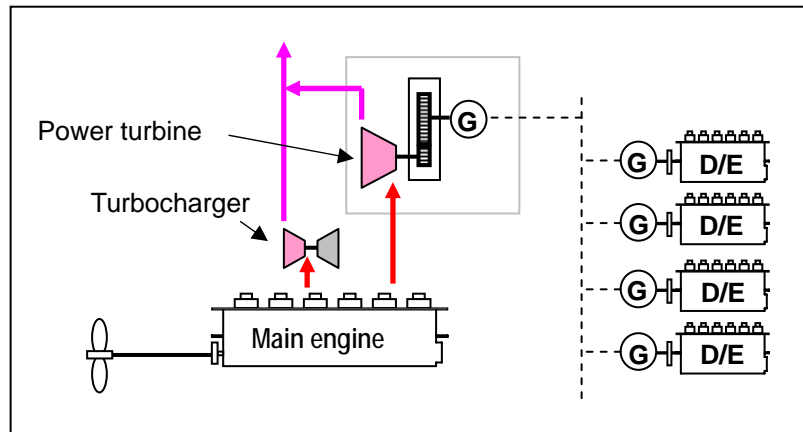 Power turbine
Turbocharger
Main engine
G
G
D/E
G
D/E
G
D/E
G
D/E